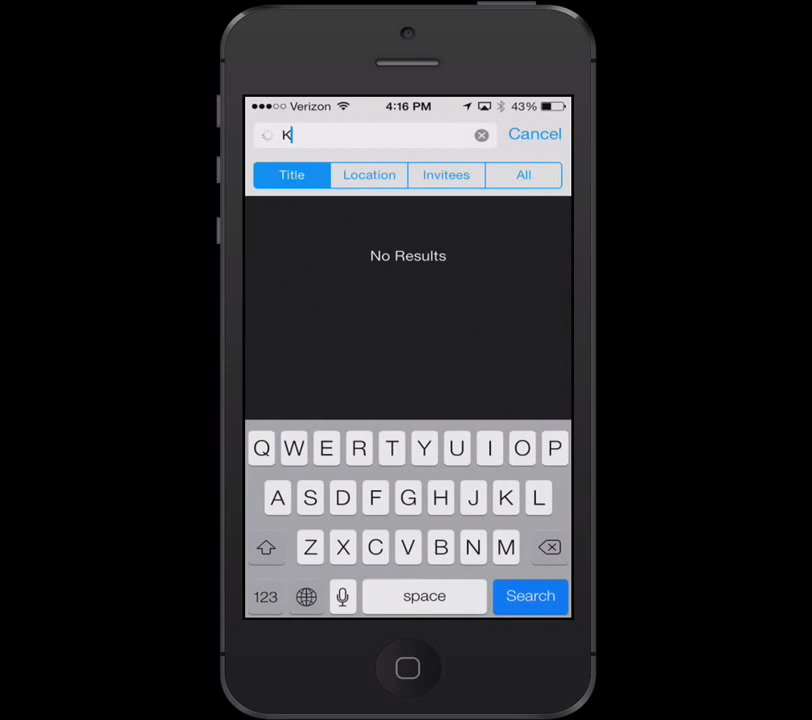 Verizon 4:16 PM 43%
K Cancel
Title Location Invitees All
No Results
Q W E R T Y U I O P
A S D F G H J K L
Z X C V B N M
123 space Search